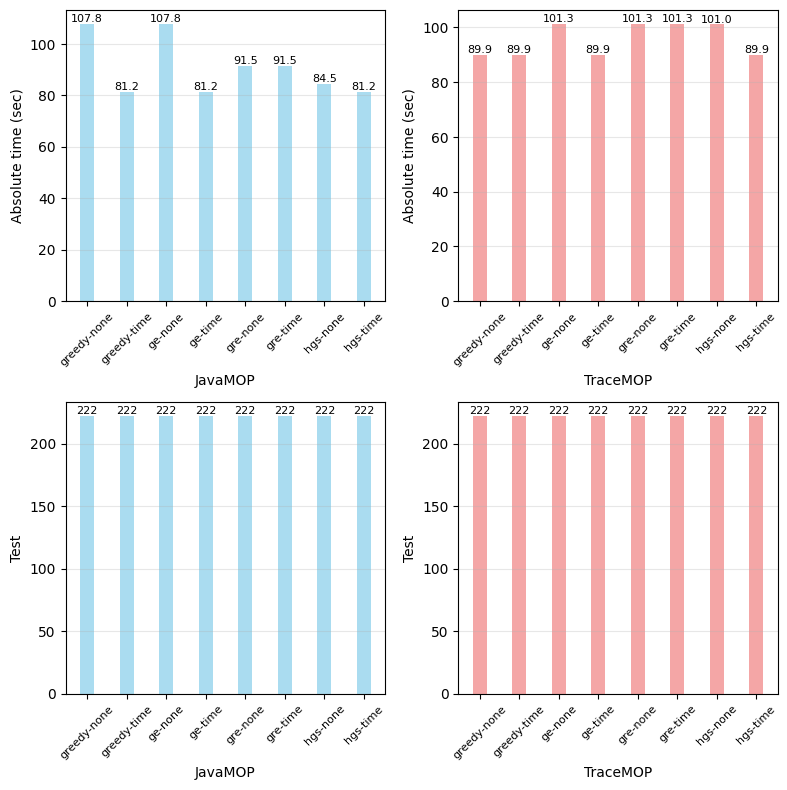 107.8 81.2 107.8 81.2 91.5 91.5 84.5 81.2
100
80
60
40
20
0
Absolute time (sec)
greedy-none greedy-time ge-none ge-time gre-none gre-time hgs-none hgs-time
JavaMOP
89.9 89.9 101.3 89.9 101.3 101.3 101.0 89.9
100
80
60
40
20
0
Absolute time (sec)
greedy-none greedy-time ge-none ge-time gre-none gre-time hgs-none hgs-time
TraceMOP
222 222 222 222 222 222 222 222
200
150
100
50
0
Test
greedy-none greedy-time ge-none ge-time gre-none gre-time hgs-none hgs-time
JavaMOP
222 222 222 222 222 222 222 222
200
150
100
50
0
Test
greedy-none greedy-time ge-none ge-time gre-none gre-time hgs-none hgs-time
TraceMOP